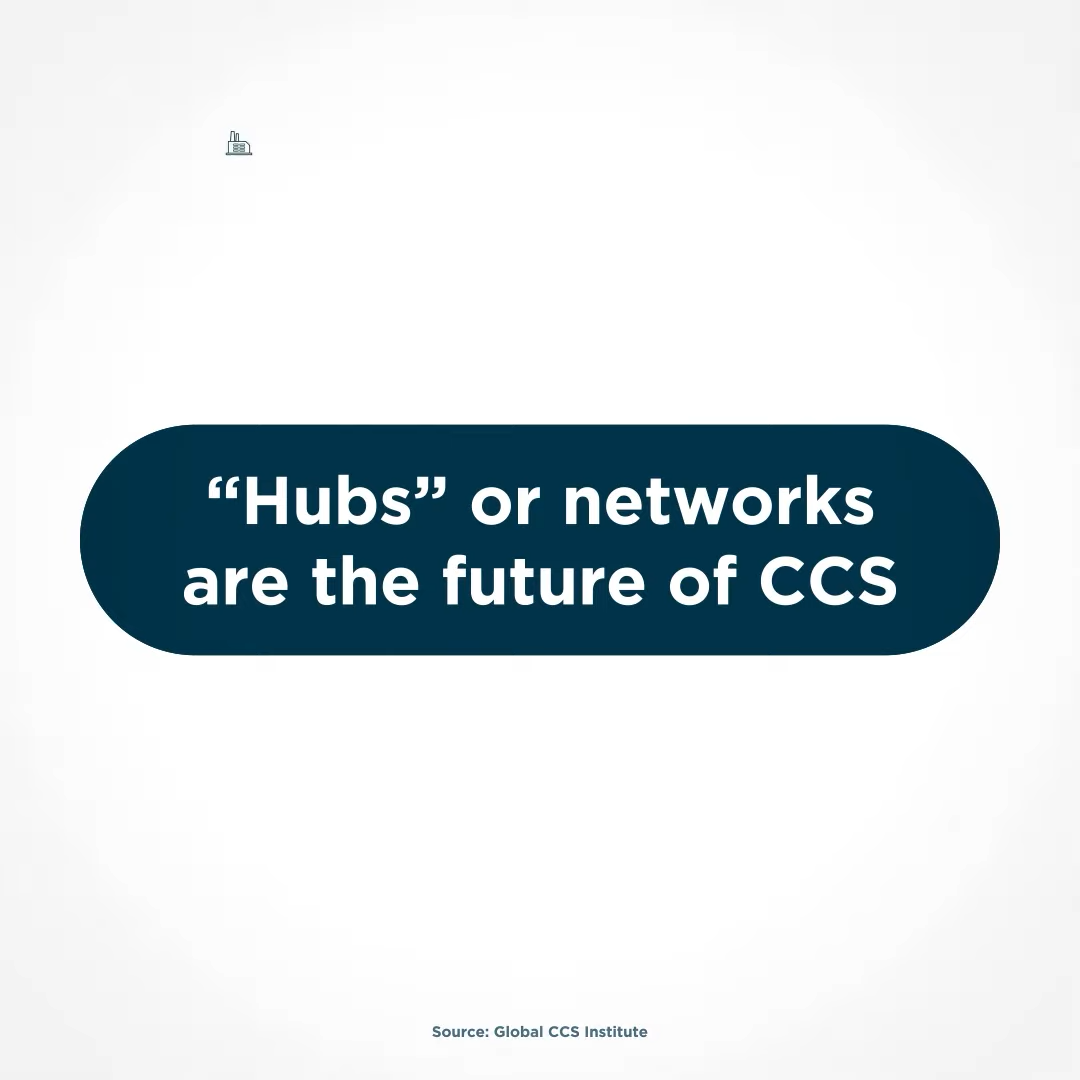 “Hubs” or networks
are the future of CCS
Source: Global CCS Institute